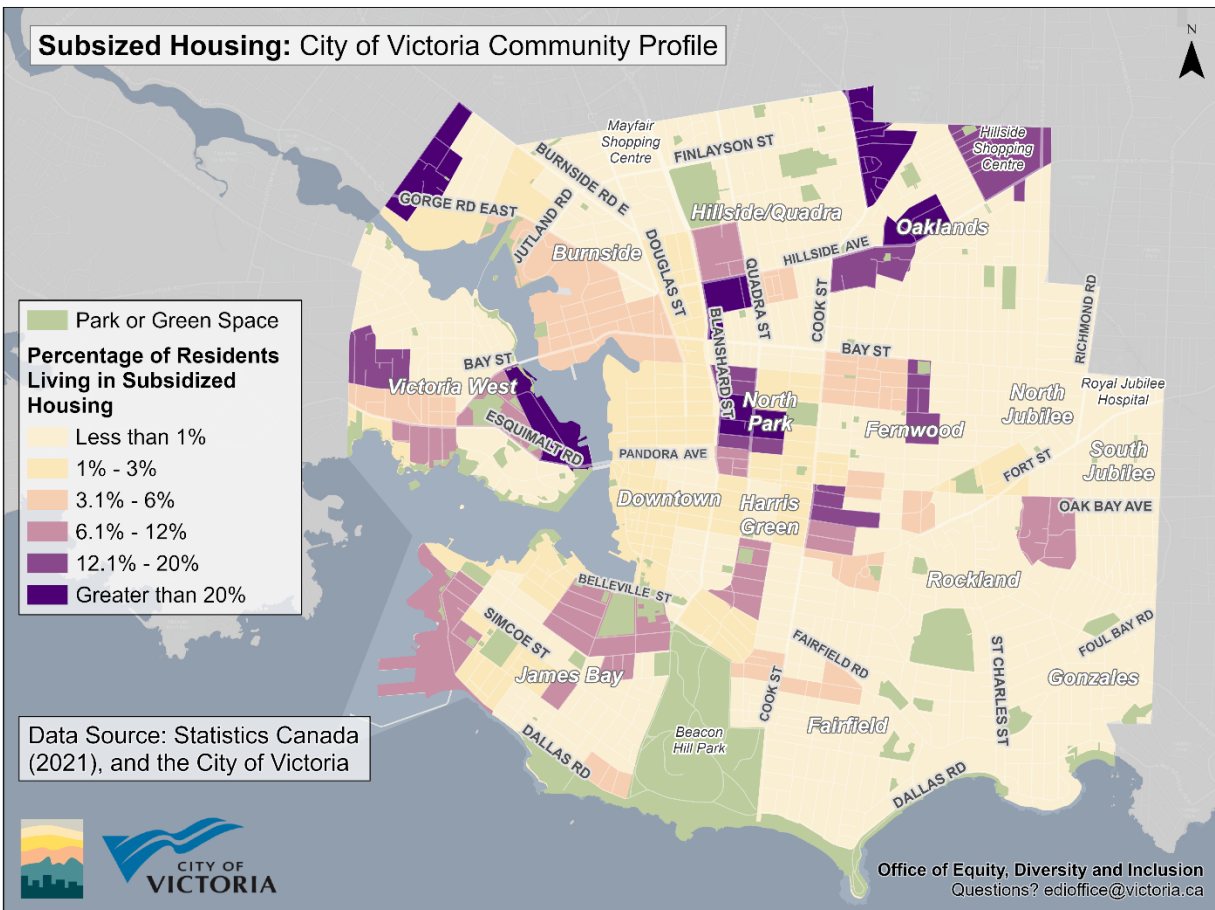 Subsized Housing: City of Victoria Community Profile
N
Mayfair
Shopping
Centre
FINLAYSON ST
Hillside
Shopping
Centre
BURNSIDE RD E
GORGE RD EAST
JUTLAND RD
Hillside/Quadra
Oaklands
Burnside
DOUGLAS ST
HILLSIDE AVE
QUADRA ST
COOK ST
RICHMOND RD
Park or Green Space
Percentage of Residents
Living in Subsidized
Housing
Less than 1%
1% - 3%
3.1% - 6%
6.1% - 12%
12.1% - 20%
Greater than 20%
BLANSHARD ST
BAY ST
BAY ST
Victoria West
North
Park
North
Jubilee
Royal Jubilee
Hospital
ESQUIMALT RD
Fernwood
PANDORA AVE
FORT ST
South
Jubilee
Downtown
Harris
Green
OAK BAY AVE
BELLEVILLE ST
Rockland
SIMCOE ST
FAIRFIELD RD
ST CHARLES ST
FOUL BAY RD
James Bay
COOK ST
Gonzales
Fairfield
Beacon
Hill Park
DALLAS RD
DALLAS RD
Data Source: Statistics Canada
(2021), and the City of Victoria
CITY OF
VICTORIA
Office of Equity, Diversity and Inclusion
Questions? edioffice@victoria.ca